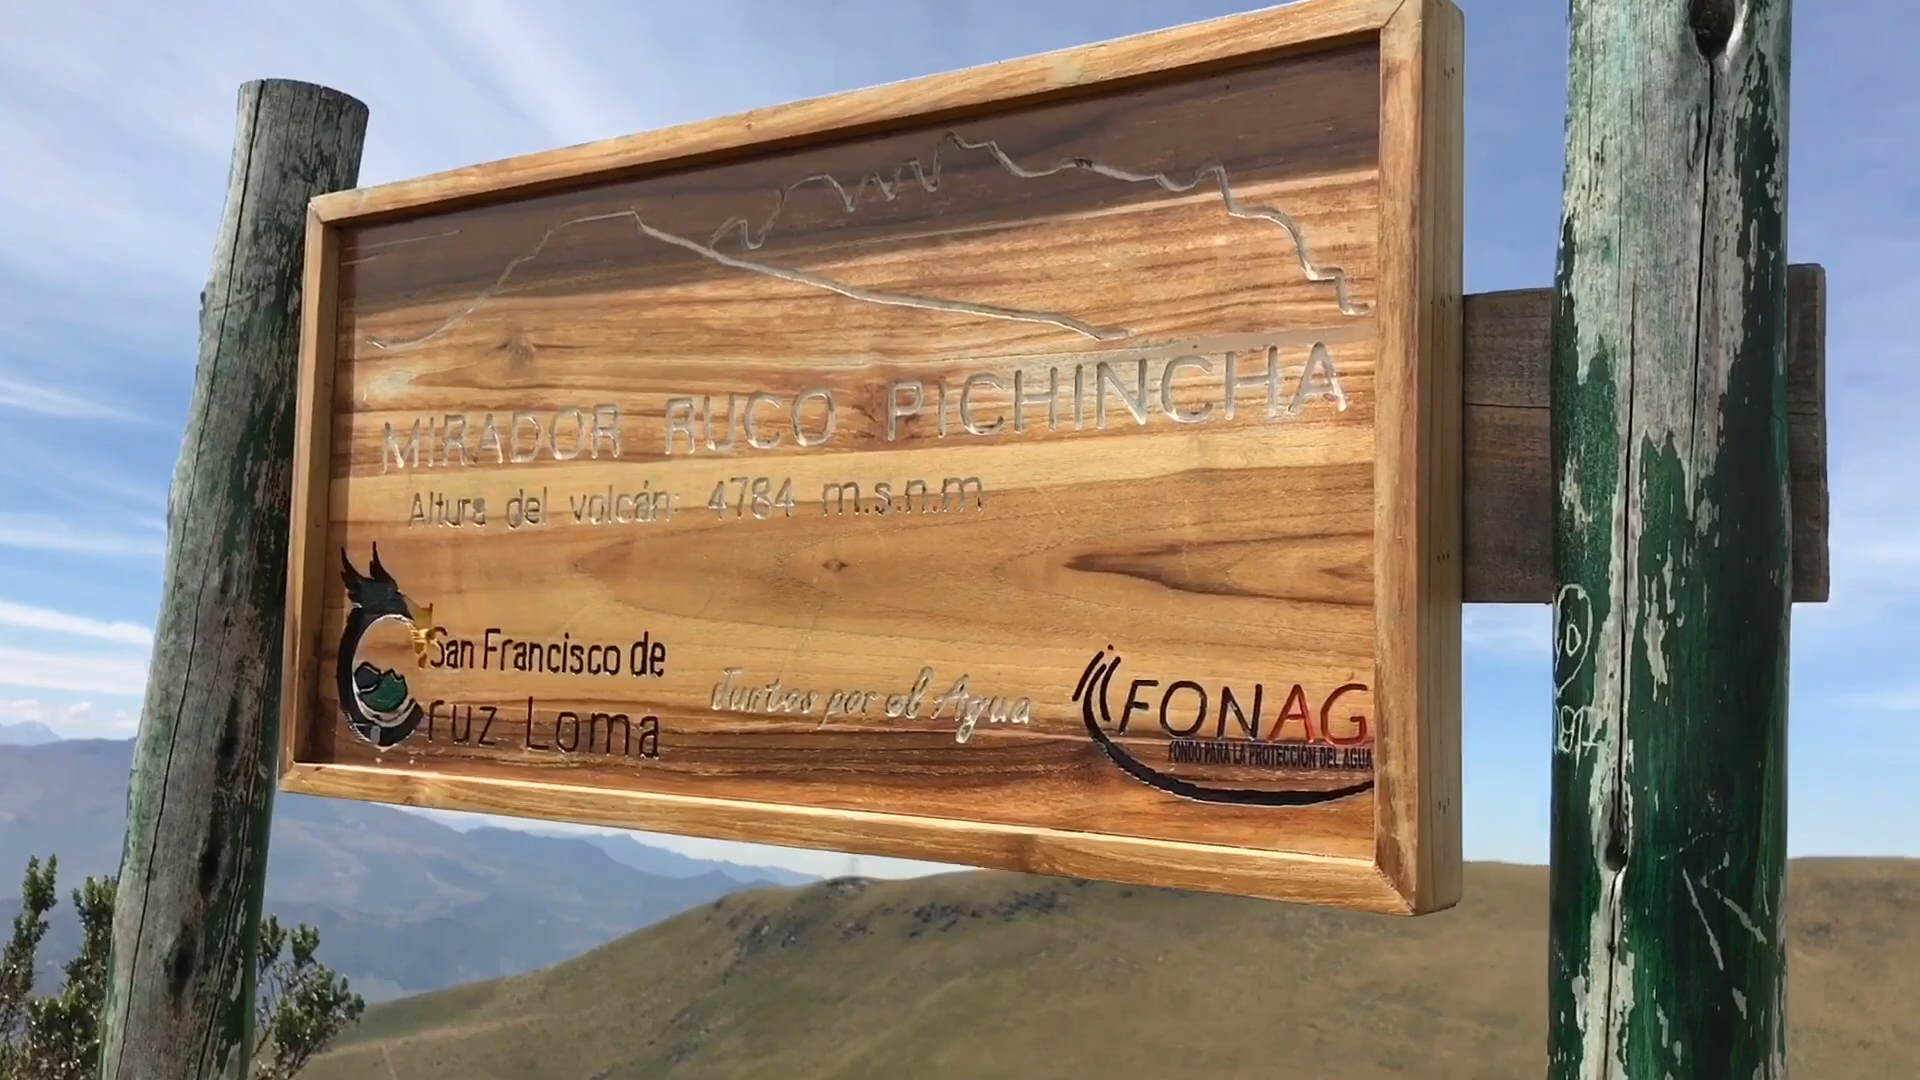 MIRADOR RUCO PICHINCHA
Altura del volcán: 4784 m.s.n.m
San Francisco de
Cruz Loma
Juntos por el Agua
FONAG
FONDO PARA LA PROTECCIÓN DEL AGUA